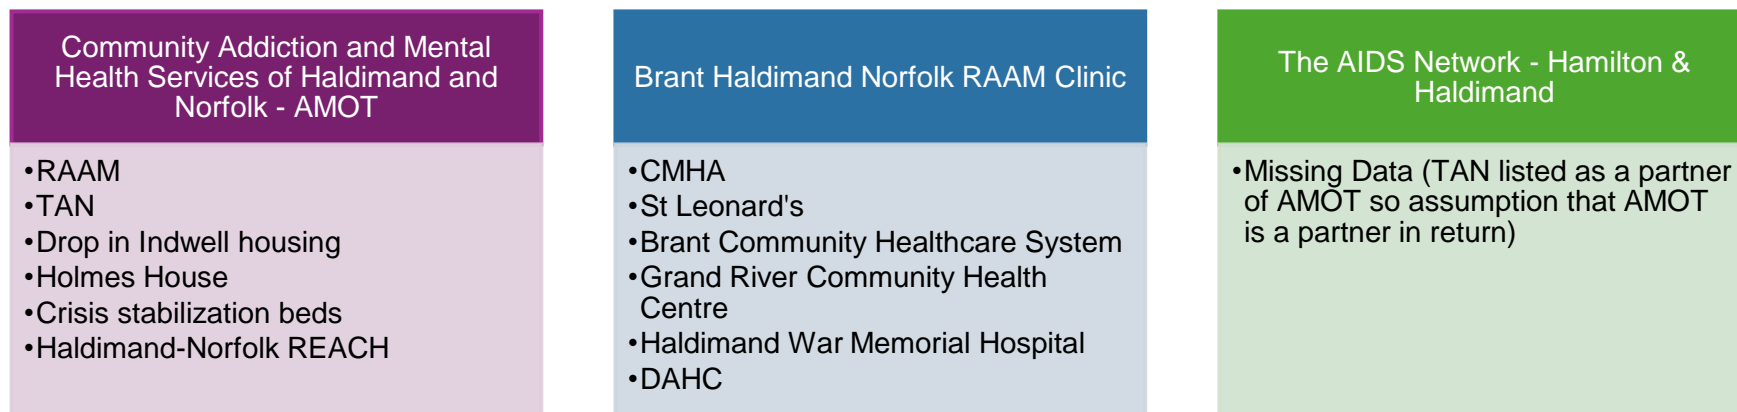 Community Addiction and Mental
Health Services of Haldimand and
Norfolk - AMOT
•RAAM
•TAN
•Drop in Indwell housing
•Holmes House
•Crisis stabilization beds
•Haldimand-Norfolk REACH
Brant Haldimand Norfolk RAAM Clinic
•CMHA
•St Leonard's
•Brant Community Healthcare System
•Grand River Community Health
Centre
•Haldimand War Memorial Hospital
•DAHC
The AIDS Network - Hamilton &
Haldimand
•Missing Data (TAN listed as a partner
of AMOT so assumption that AMOT
is a partner in return)